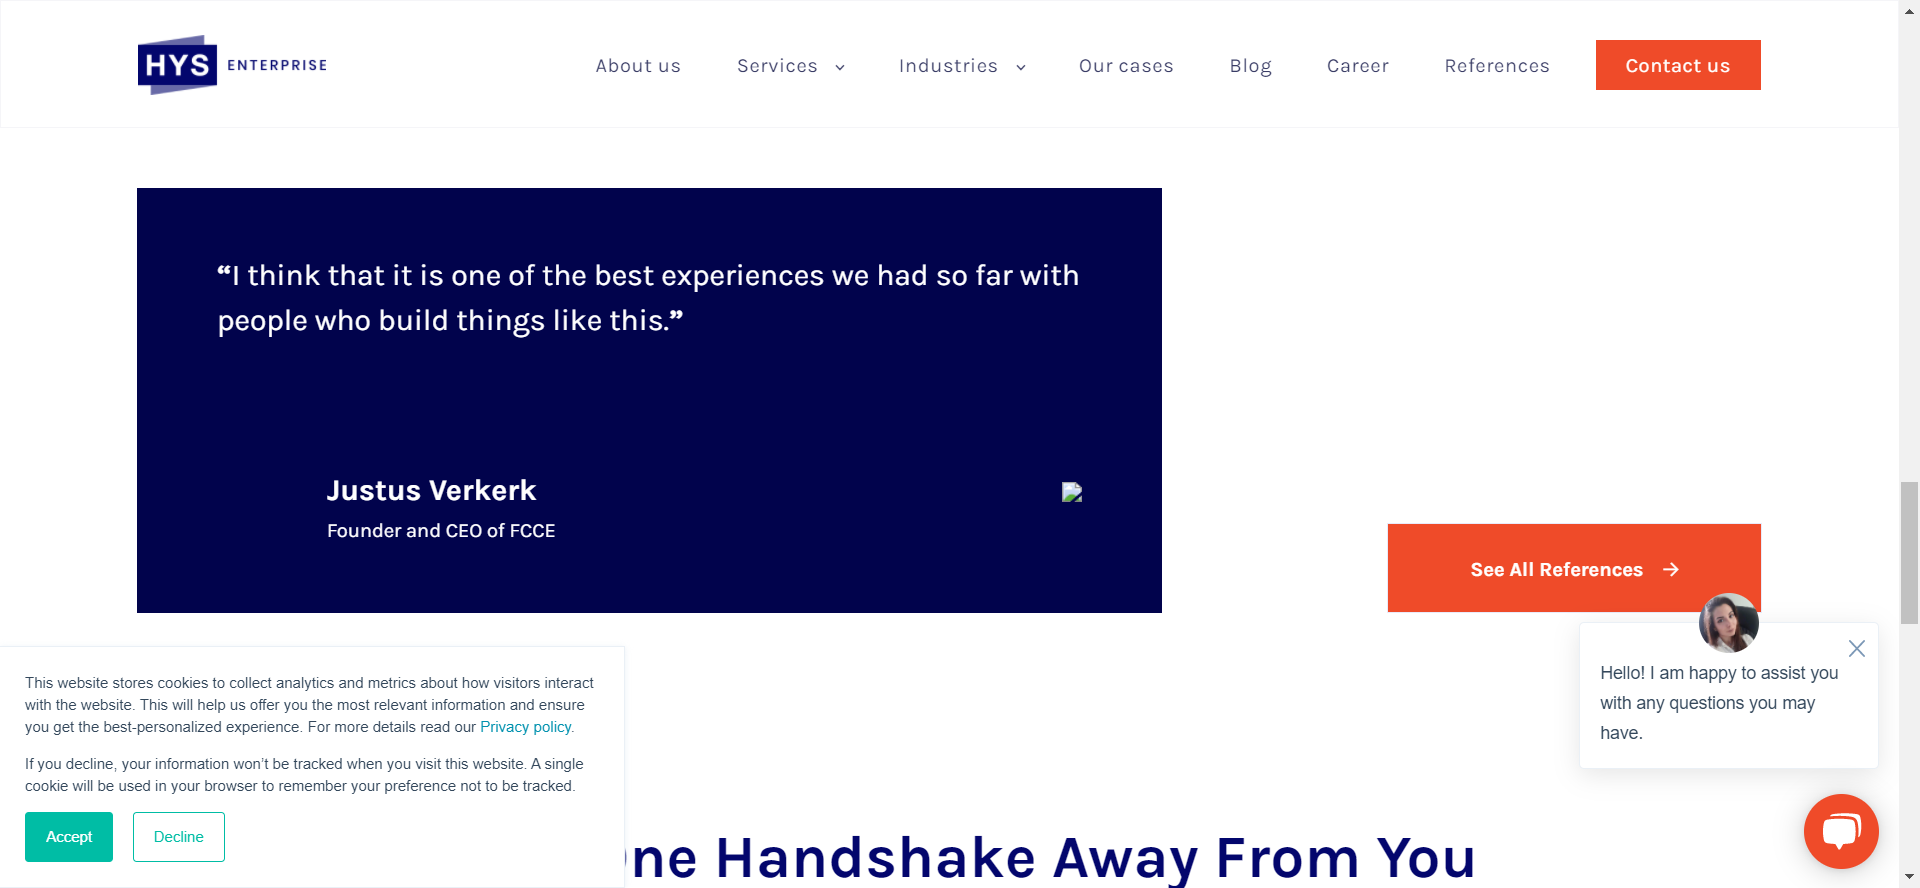 HYS ENTERPRISE
About us Services Industries Our cases Blog Career References Contact us
“I think that it is one of the best experiences we had so far with
people who build things like this.”
Justus Verkerk
Founder and CEO of FCCE
See All References
Hello! I am happy to assist you
with any questions you may
have.
This website stores cookies to collect analytics and metrics about how visitors interact
with the website. This will help us offer you the most relevant information and ensure
you get the best-personalized experience. For more details read our Privacy policy.
If you decline, your information won’t be tracked when you visit this website. A single
cookie will be used in your browser to remember your preference not to be tracked.
Accept Decline
Handshake Away From You